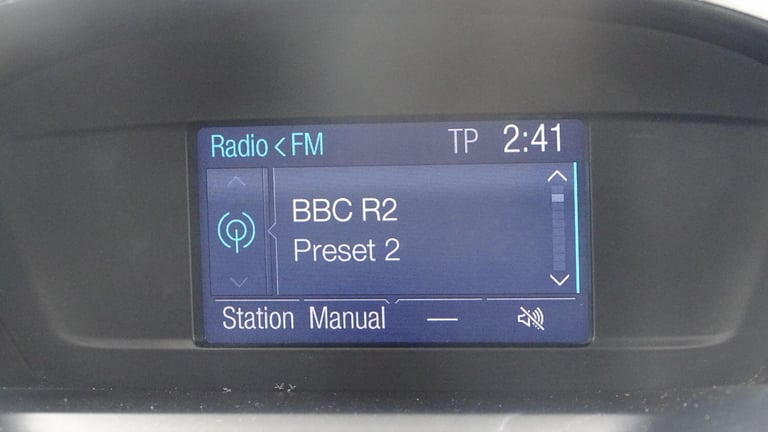 Radio < FM TP 2:41
BBC R2
Preset 2
Station Manual —